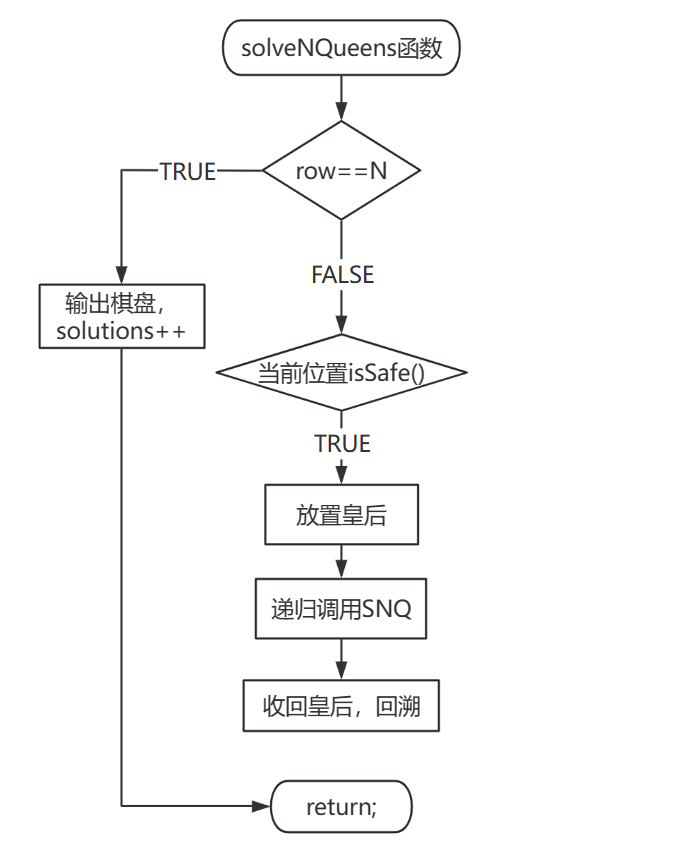 solveNQueens函数
row==N
TRUE
输出棋盘，
solutions++
FALSE
当前位置isSafe()
TRUE
放置皇后
递归调用SNQ
收回皇后，回溯
return;